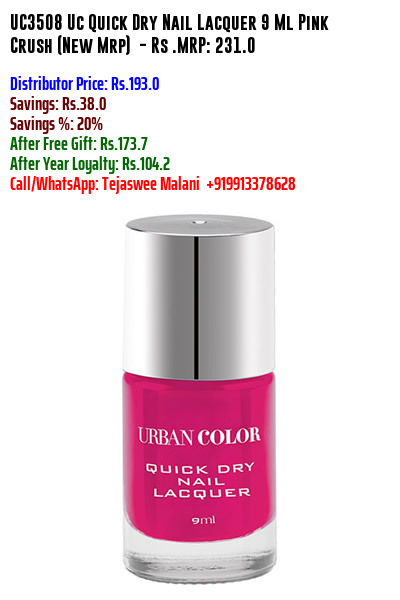 UC3508 Uc Quick Dry Nail Lacquer 9 Ml Pink
Crush (New Mrp) - Rs .MRP: 231.0
Distributor Price: Rs.193.0
Savings: Rs.38.0
Savings %: 20%
After Free Gift: Rs.173.7
After Year Loyalty: Rs.104.2
Call/WhatsApp: Tejaswee Malani +919913378628
URBAN COLOR
QUICK DRY
NAIL
LACQUER
9ml